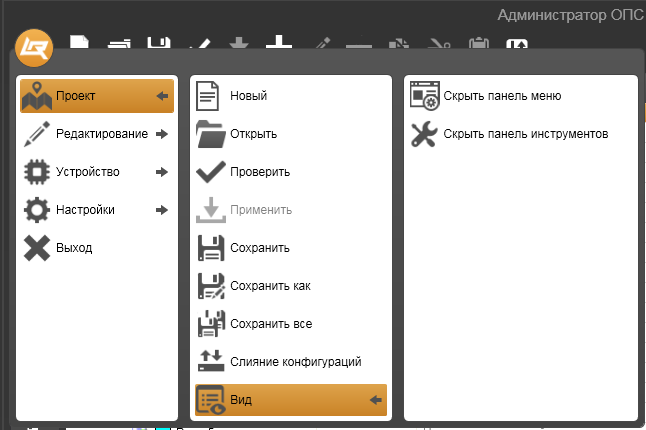 Администратор ОПС
Проект
Редактирование
Устройство
Настройки
Выход
Новый
Открыть
Проверить
Применить
Сохранить
Сохранить как
Сохранить все
Слияние конфигураций
Вид
Скрыть панель меню
Скрыть панель инструментов